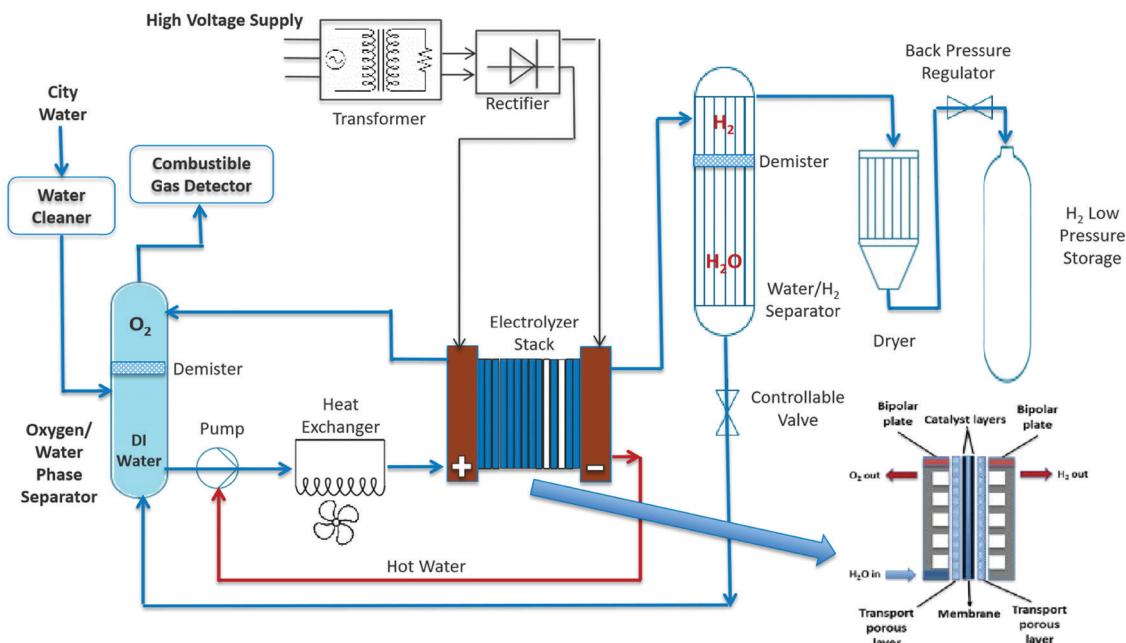 High Voltage Supply
Transformer
Rectifier
City
Water
Water
Cleaner
Combustible
Gas Detector
O₂
Demister
DI
Water
Oxygen/
Water
Phase
Separator
Pump
Heat
Exchanger
+
−
Electrolyzer
Stack
Hot Water
H₂
Demister
H₂O
Water/H₂
Separator
Controllable
Valve
Dryer
Back Pressure
Regulator
H₂ Low
Pressure
Storage
Bipolar
plate
Catalyst layers
Bipolar
plate
O₂ out
H₂ out
H₂O in
Transport
porous
layer
Membrane
Transport
porous
layer